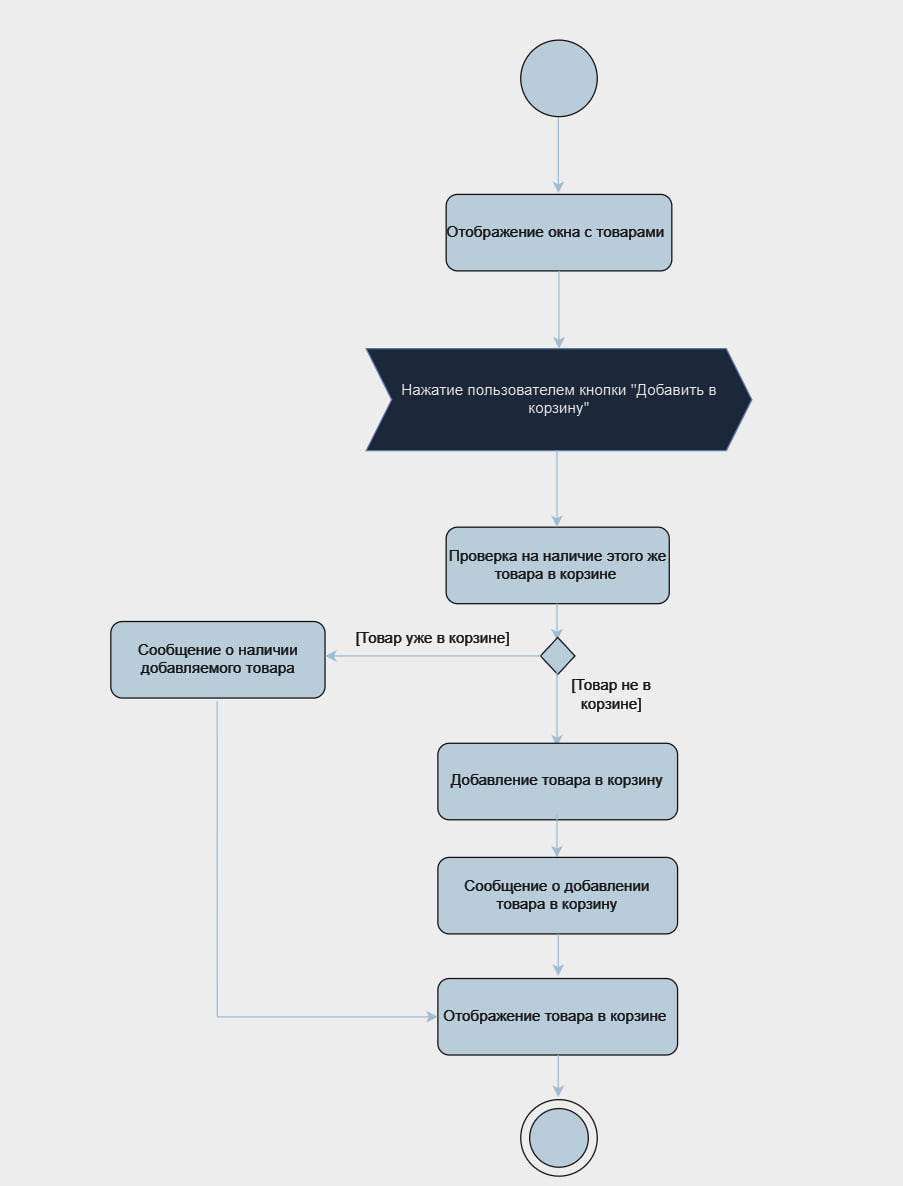 Отображение окна с товарами
Нажатие пользователем кнопки "Добавить в
корзину"
Проверка на наличие этого же
товара в корзине
[Товар уже в корзине]
Сообщение о наличии
добавляемого товара
[Товар не в
корзине]
Добавление товара в корзину
Сообщение о добавлении
товара в корзину
Отображение товара в корзине